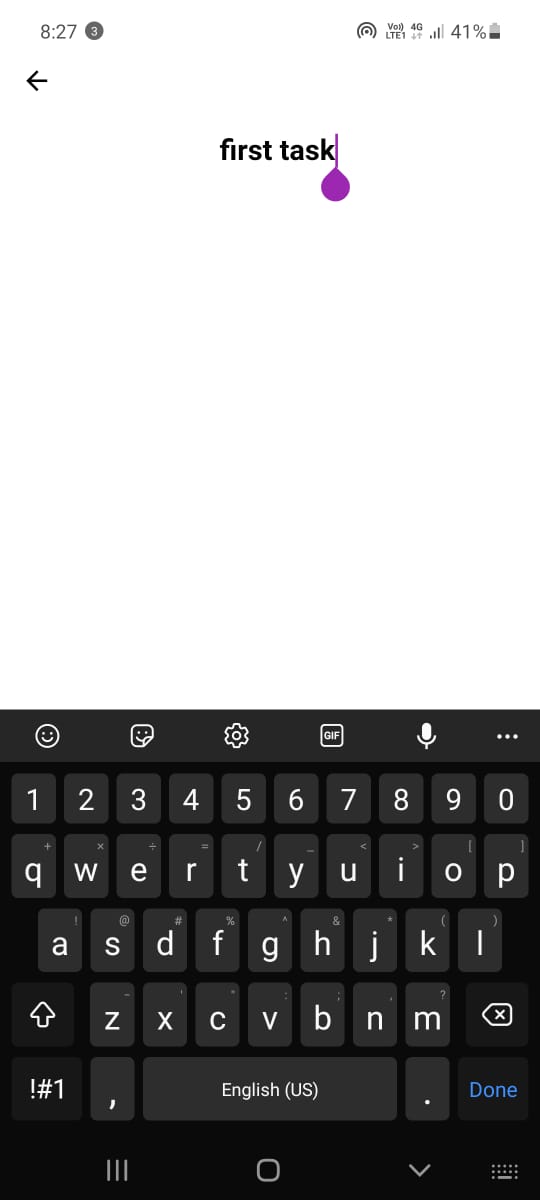 8:27 3 Vo)) LTE1 4G 41%
first task
GIF
1 2 3 4 5 6 7 8 9 0
+ × ÷ = / _ < > [ ]
q w e r t y u i o p
! @ # % ^ & * ( )
a s d f g h j k l
- ' " : ; , ?
z x c v b n m
!#1 , English (US) . Done